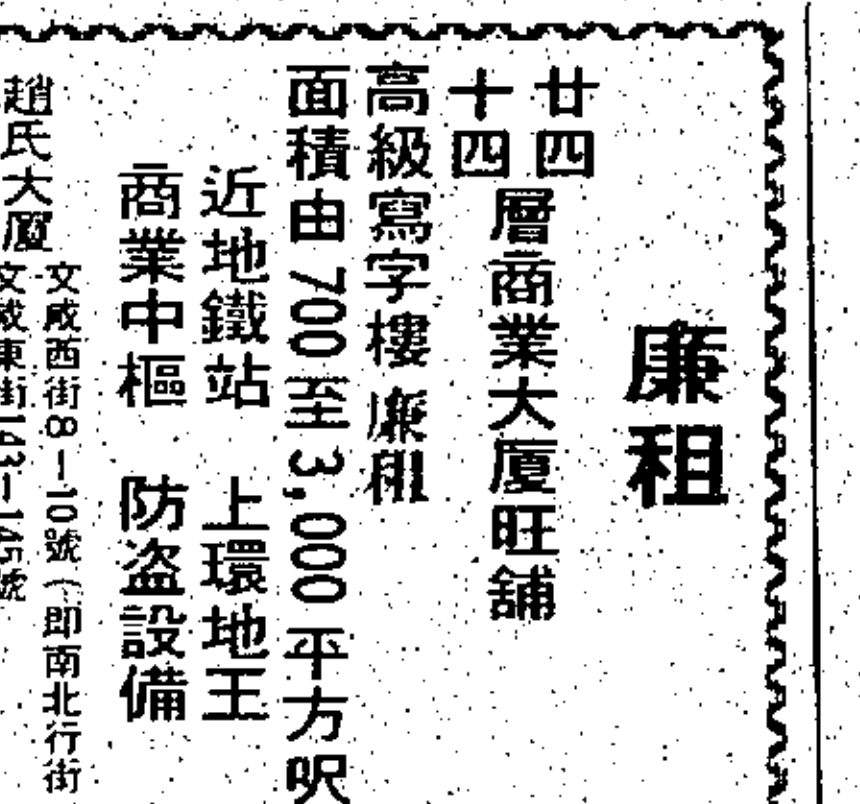 廉租
廿四
十四
層商業大廈旺舖
高級寫字樓廉租
面積由700至3,000平方呎
近地鐵站 上環地王
商業中樞 防盗設備
趙氏大廈
文咸西街8—10號(即南北行街
文咸東街143—145號